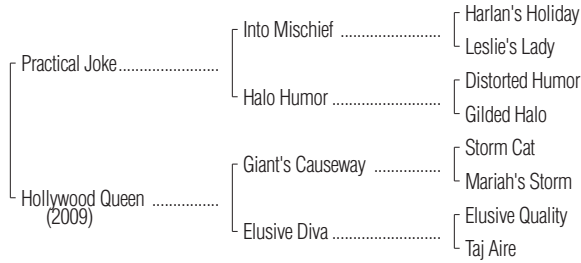 Harlan's Holiday
Into Mischief ......................
Leslie's Lady
Practical Joke.......................
Distorted Humor
Halo Humor .........................
Gilded Halo
Storm Cat
Giant's Causeway ...............
Mariah's Storm
Hollywood Queen ...............
(2009)
Elusive Quality
Elusive Diva .........................
Taj Aire